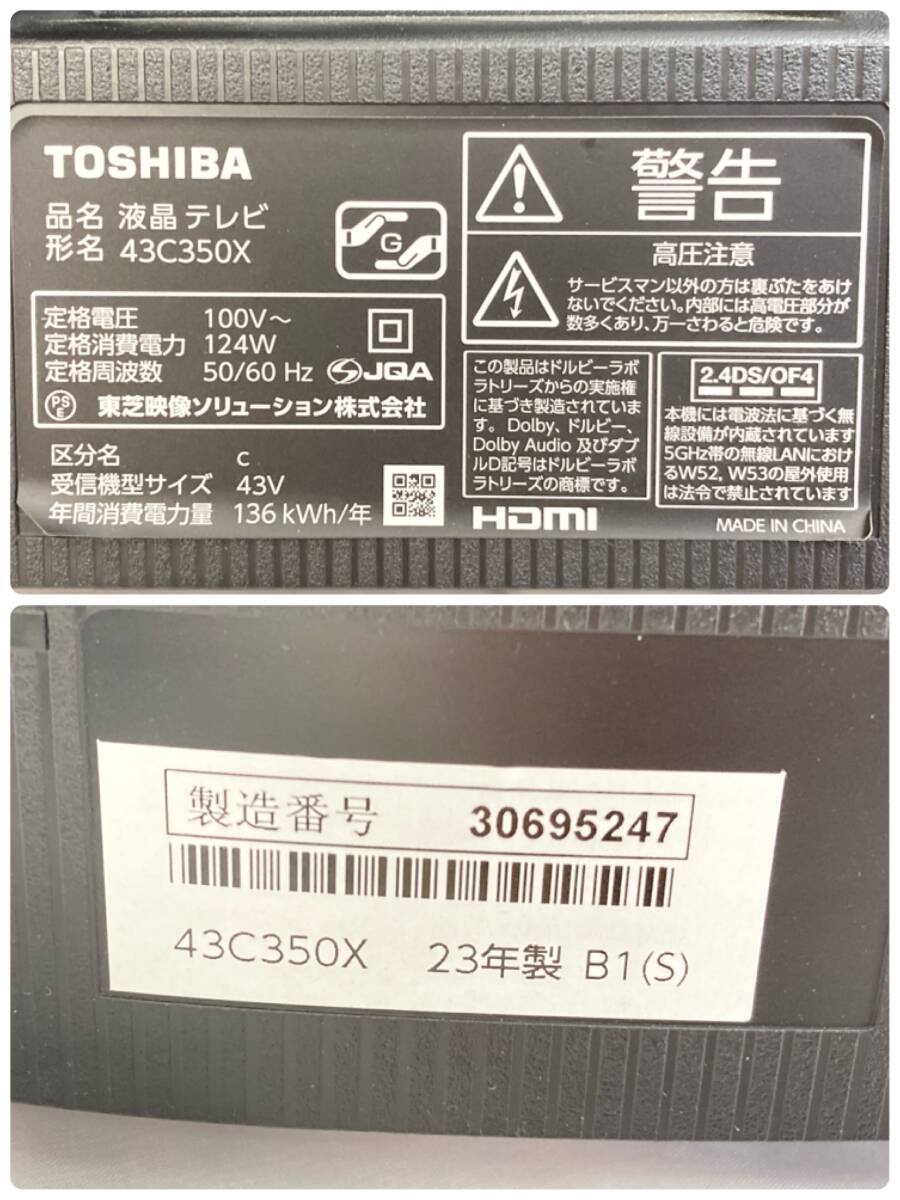 TOSHIBA
品名 液晶テレビ
形名 43C350X
G
定格電圧 100V～
定格消費電力 124W
定格周波数 50/60 Hz
JQA
PSE 東芝映像ソリューション株式会社
区分名 c
受信機型サイズ 43V
年間消費電力量 136 kWh/年
警告
高圧注意
サービスマン以外の方は裏ぶたをあけ
ないでください。内部には高電圧部分が
数多くあり、万一さわると危険です。
この製品はドルビーラボ
ラトリーズからの実施権
に基づき製造されていま
す。Dolby、ドルビー、
Dolby Audio 及びダブ
ルD記号はドルビーラボ
ラトリーズの商標です。
HDMI
2.4DS/OF4
本機には電波法に基づく無
線設備が内蔵されています
5GHz帯の無線LANにおけ
るW52, W53の屋外使用
は法令で禁止されています
MADE IN CHINA
製造番号 30695247
43C350X 23年製 B1(S)